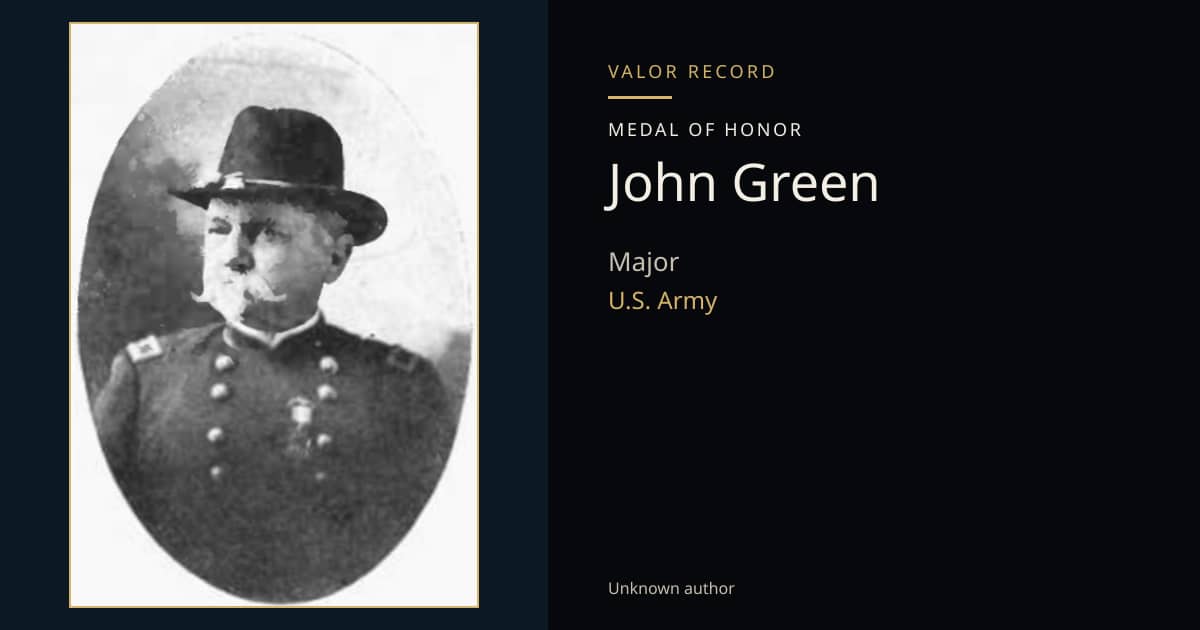 VALOR RECORD
MEDAL OF HONOR
John Green
Major
U.S. Army
Unknown author